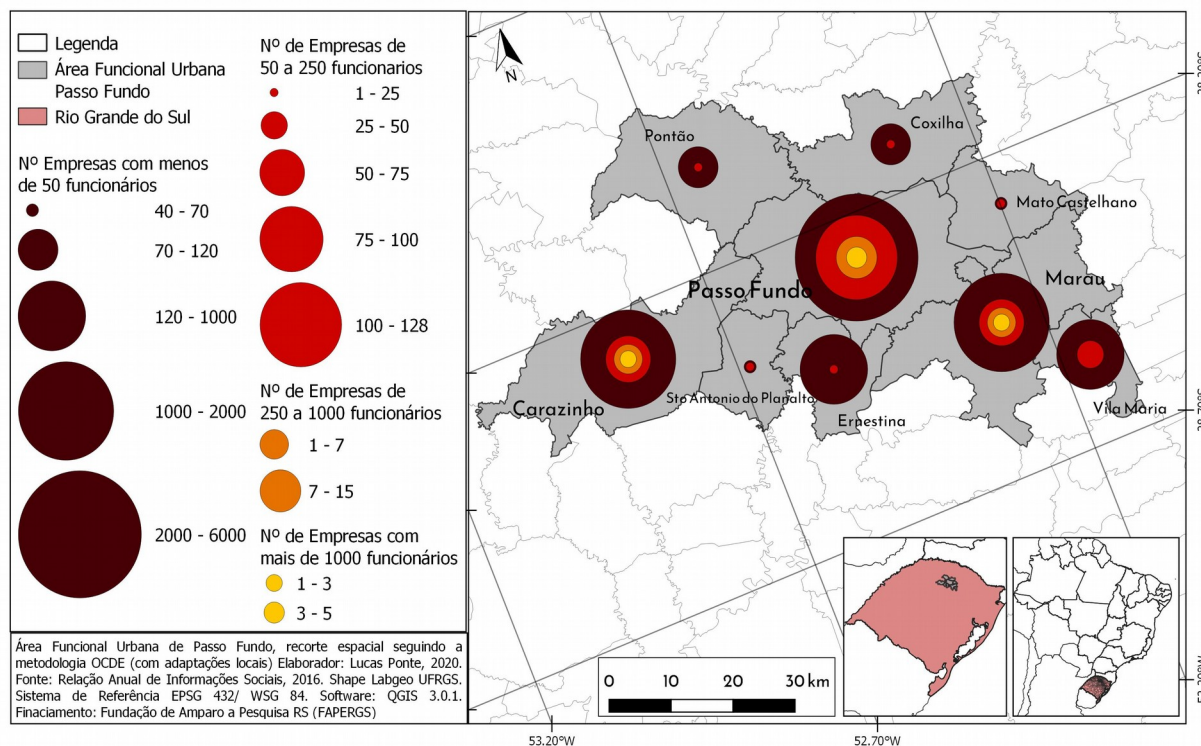 Legenda
Área Funcional Urbana
Passo Fundo
Rio Grande do Sul
Nº Empresas com menos
de 50 funcionários
40 - 70
70 - 120
120 - 1000
1000 - 2000
2000 - 6000
Nº de Empresas de
50 a 250 funcionarios
1 - 25
25 - 50
50 - 75
75 - 100
100 - 128
Nº de Empresas de
250 a 1000 funcionários
1 - 7
7 - 15
Nº de Empresas com
mais de 1000 funcionários
1 - 3
3 - 5
Área Funcional Urbana de Passo Fundo, recorte espacial seguindo a
metodologia OCDE (com adaptações locais) Elaborador: Lucas Ponte, 2020.
Fonte: Relação Anual de Informações Sociais, 2016. Shape Labgeo UFRGS.
Sistema de Referência EPSG 432/ WSG 84. Software: QGIS 3.0.1.
Finaciamento: Fundação de Amparo a Pesquisa RS (FAPERGS)
N
Pontão
Coxilha
Mato Castelhano
Passo Fundo
Marau
Carazinho
Sto Antonio do Planalto
Ernestina
Vila Maria
0 10 20 30 km
53.20°W
52.70°W